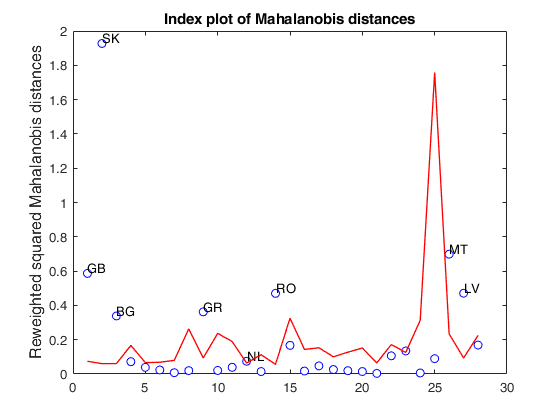 Index plot of Mahalanobis distances
Reweighted squared Mahalanobis distances
2
1.8
1.6
1.4
1.2
1
0.8
0.6
0.4
0.2
0
SK
GB
BG
GR
NL
RO
MT
LV
0 5 10 15 20 25 30